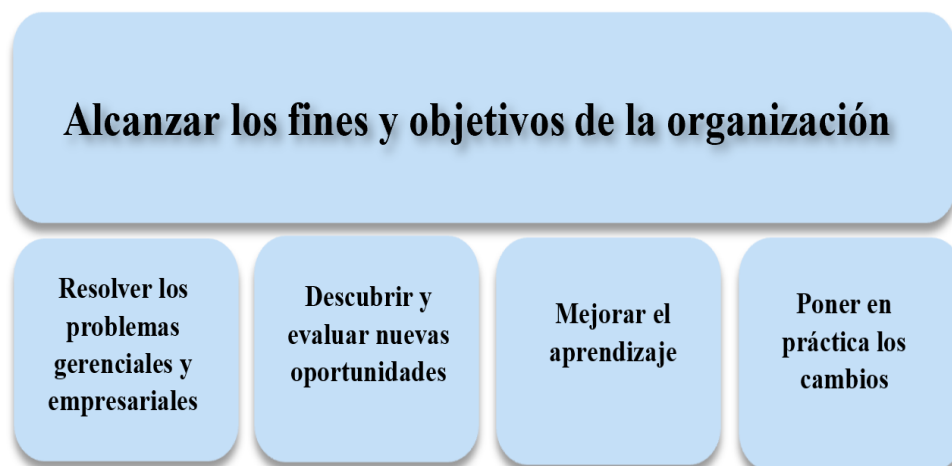 Alcanzar los fines y objetivos de la organización
Resolver los
problemas
gerenciales y
empresariales
Descubrir y
evaluar nuevas
oportunidades
Mejorar el
aprendizaje
Poner en
práctica los
cambios